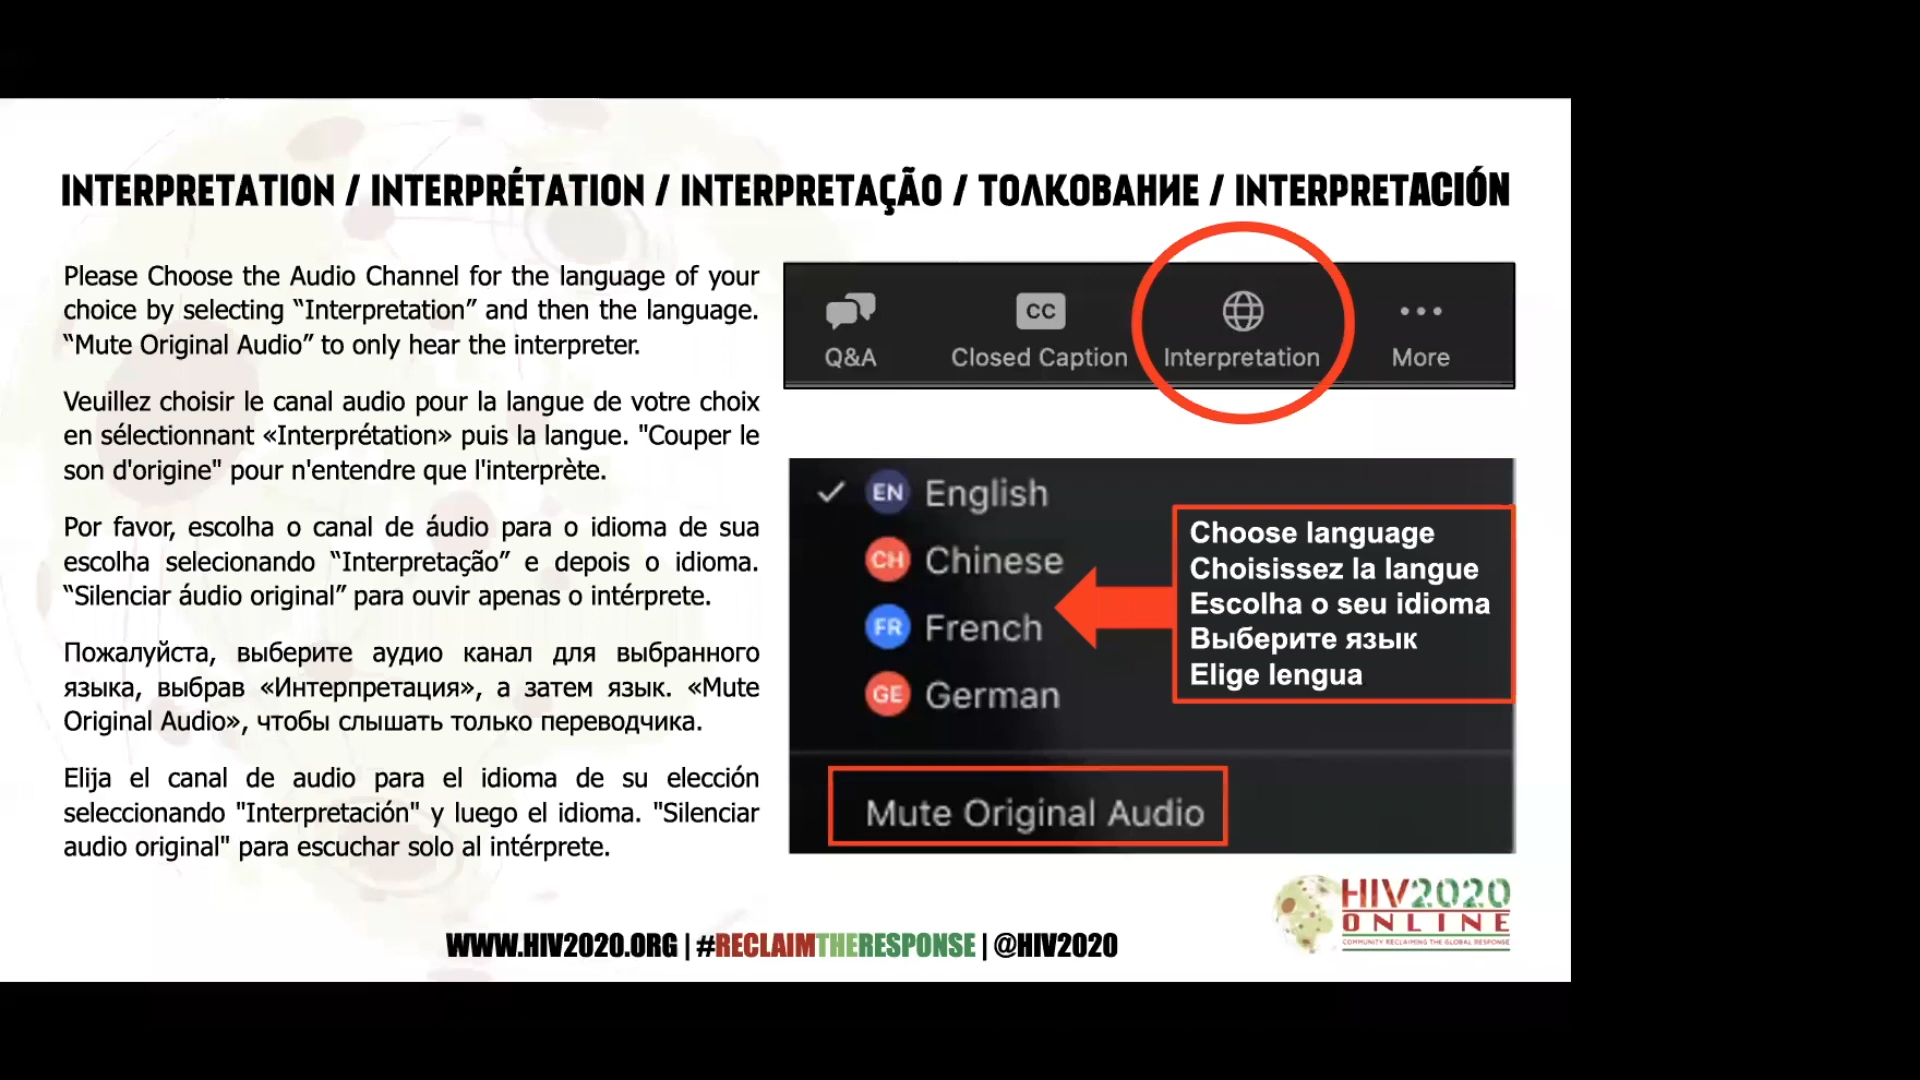 INTERPRETATION / INTERPRÉTATION / INTERPRETAÇÃO / ТОЛКОВАНИЕ / INTERPRETACIÓN
Please Choose the Audio Channel for the language of your
choice by selecting “Interpretation” and then the language.
“Mute Original Audio” to only hear the interpreter.
Veuillez choisir le canal audio pour la langue de votre choix
en sélectionnant «Interprétation» puis la langue. "Couper le
son d'origine" pour n'entendre que l'interprète.
Por favor, escolha o canal de áudio para o idioma de sua
escolha selecionando “Interpretação” e depois o idioma.
“Silenciar áudio original” para ouvir apenas o intérprete.
Пожалуйста, выберите аудио канал для выбранного
языка, выбрав «Интерпретация», а затем язык. «Mute
Original Audio», чтобы слышать только переводчика.
Elija el canal de audio para el idioma de su elección
seleccionando "Interpretación" y luego el idioma. "Silenciar
audio original" para escuchar solo al intérprete.
CC
Q&A Closed Caption Interpretation More
EN English
CH Chinese
FR French
GE German
Choose language
Choisissez la langue
Escolha o seu idioma
Выберите язык
Elige lengua
Mute Original Audio
HIV2020
ONLINE
COMMUNITY RECLAIMING THE GLOBAL RESPONSE
WWW.HIV2020.ORG | #RECLAIMTHERESPONSE | @HIV2020